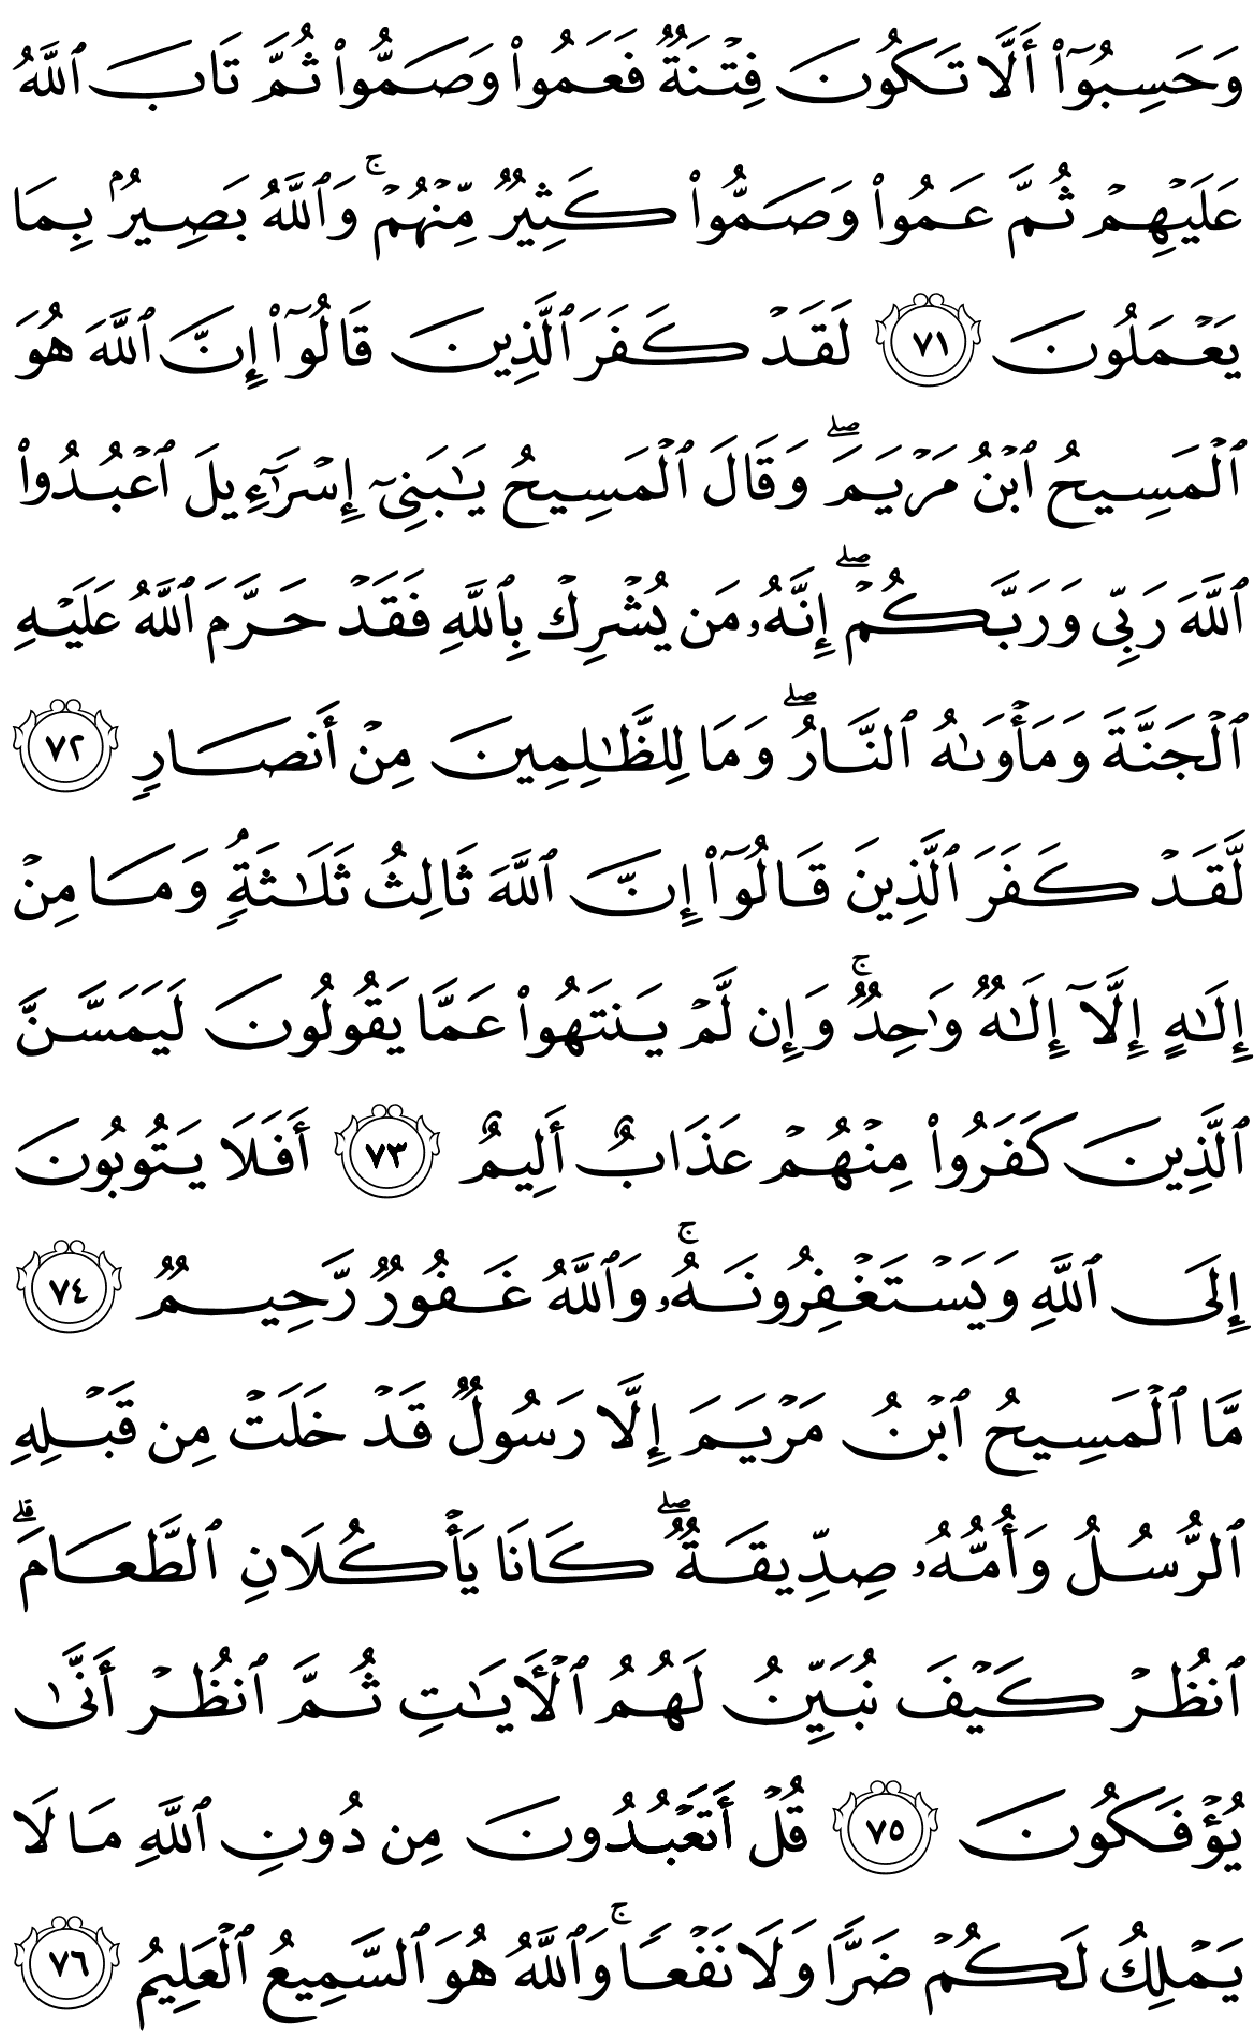 وَحَسِبُوٓا۟ أَلَّا تَكُونَ فِتْنَةٌ فَعَمُوا۟ وَصَمُّوا۟ ثُمَّ تَابَ ٱللَّهُ
عَلَيْهِمْ ثُمَّ عَمُوا۟ وَصَمُّوا۟ كَثِيرٌ مِّنْهُمْ ۚ وَٱللَّهُ بَصِيرٌۢ بِمَا
يَعْمَلُونَ ٧١ لَقَدْ كَفَرَ ٱلَّذِينَ قَالُوٓا۟ إِنَّ ٱللَّهَ هُوَ
ٱلْمَسِيحُ ٱبْنُ مَرْيَمَ ۖ وَقَالَ ٱلْمَسِيحُ يَـٰبَنِىٓ إِسْرَٰٓءِيلَ ٱعْبُدُوا۟
ٱللَّهَ رَبِّى وَرَبَّكُمْ ۖ إِنَّهُۥ مَن يُشْرِكْ بِٱللَّهِ فَقَدْ حَرَّمَ ٱللَّهُ عَلَيْهِ
ٱلْجَنَّةَ وَمَأْوَىٰهُ ٱلنَّارُ ۖ وَمَا لِلظَّـٰلِمِينَ مِنْ أَنصَارٍ ٧٢
لَّقَدْ كَفَرَ ٱلَّذِينَ قَالُوٓا۟ إِنَّ ٱللَّهَ ثَالِثُ ثَلَـٰثَةٍ ۘ وَمَا مِنْ
إِلَـٰهٍ إِلَّآ إِلَـٰهٌ وَٰحِدٌ ۚ وَإِن لَّمْ يَنتَهُوا۟ عَمَّا يَقُولُونَ لَيَمَسَّنَّ
ٱلَّذِينَ كَفَرُوا۟ مِنْهُمْ عَذَابٌ أَلِيمٌ ٧٣ أَفَلَا يَتُوبُونَ
إِلَى ٱللَّهِ وَيَسْتَغْفِرُونَهُۥ ۚ وَٱللَّهُ غَفُورٌ رَّحِيمٌ ٧٤
مَّا ٱلْمَسِيحُ ٱبْنُ مَرْيَمَ إِلَّا رَسُولٌ قَدْ خَلَتْ مِن قَبْلِهِ
ٱلرُّسُلُ وَأُمُّهُۥ صِدِّيقَةٌ ۖ كَانَا يَأْكُلَانِ ٱلطَّعَامَ ۗ
ٱنظُرْ كَيْفَ نُبَيِّنُ لَهُمُ ٱلْـَٔايَـٰتِ ثُمَّ ٱنظُرْ أَنَّىٰ
يُؤْفَكُونَ ٧٥ قُلْ أَتَعْبُدُونَ مِن دُونِ ٱللَّهِ مَا لَا
يَمْلِكُ لَكُمْ ضَرًّا وَلَا نَفْعًا ۚ وَٱللَّهُ هُوَ ٱلسَّمِيعُ ٱلْعَلِيمُ ٧٦